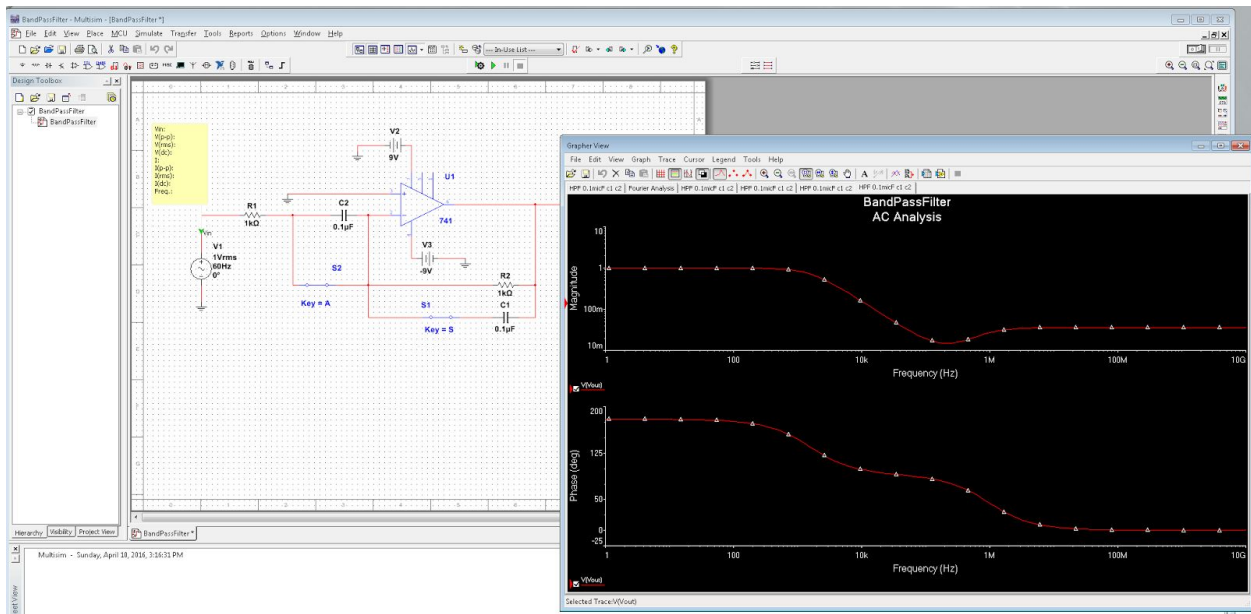 BandPassFilter - Multisim - [BandPassFilter *]
File Edit View Place MCU Simulate Transfer Tools Reports Options Window Help
--- In-Use List ---
Design Toolbox
BandPassFilter
BandPassFilter
Vin:
V(p-p):
V(rms):
V(dc):
I:
I(p-p):
I(rms):
I(dc):
Freq.:
V2
9V
U1
741
R1
1kΩ
C2
0.1µF
Vin
V1
1Vrms
60Hz
0°
V3
-9V
S2
Key = A
R2
1kΩ
S1
Key = S
C1
0.1µF
Hierarchy Visibility Project View
BandPassFilter *
Multisim - Sunday, April 10, 2016, 3:16:31 PM
Grapher View
File Edit View Graph Trace Cursor Legend Tools Help
HPF 0.1micF c1 c2 Fourier Analysis HPF 0.1micF c1 c2 HPF 0.1micF c1 c2 HPF 0.1micF c1 c2 HPF 0.1micF c1 c2
BandPassFilter
AC Analysis
Magnitude
10
1
100m
10m
1 100 10k 1M 100M 10G
Frequency (Hz)
V(Vout)
Phase (deg)
200
125
50
0
-25
1 100 10k 1M 100M 10G
Frequency (Hz)
V(Vout)
Selected Trace:V(Vout)